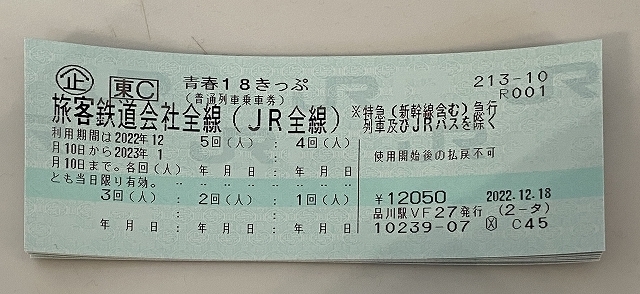 企 東C 青春18きっぷ 213-10
(普通列車乗車券) R001
旅客鉄道会社全線(JR全線) ※特急(新幹線含む)急行
列車及びJRバスを除く
利用期間は2022年12
月10日から2023年 1
月10日まで。各回(人)
とも当日限り有効。
5回(人) : 4回(人)
年 月 日 年 月 日
使用開始後の払戻不可
3回(人) : 2回(人) : 1回(人)
年 月 日 年 月 日 年 月 日
¥12050 2022.12.18
品川駅VF27発行 (2-タ)
10239-07 C45